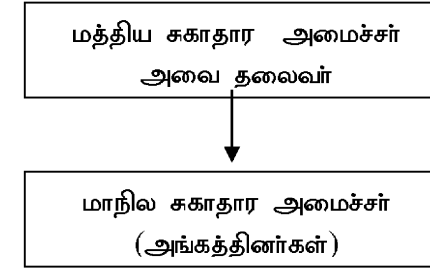 மத்திய சுகாதார அமைச்சர்
அவை தலைவர்
மாநில சுகாதார அமைச்சர்
(அங்கத்தினர்கள்)